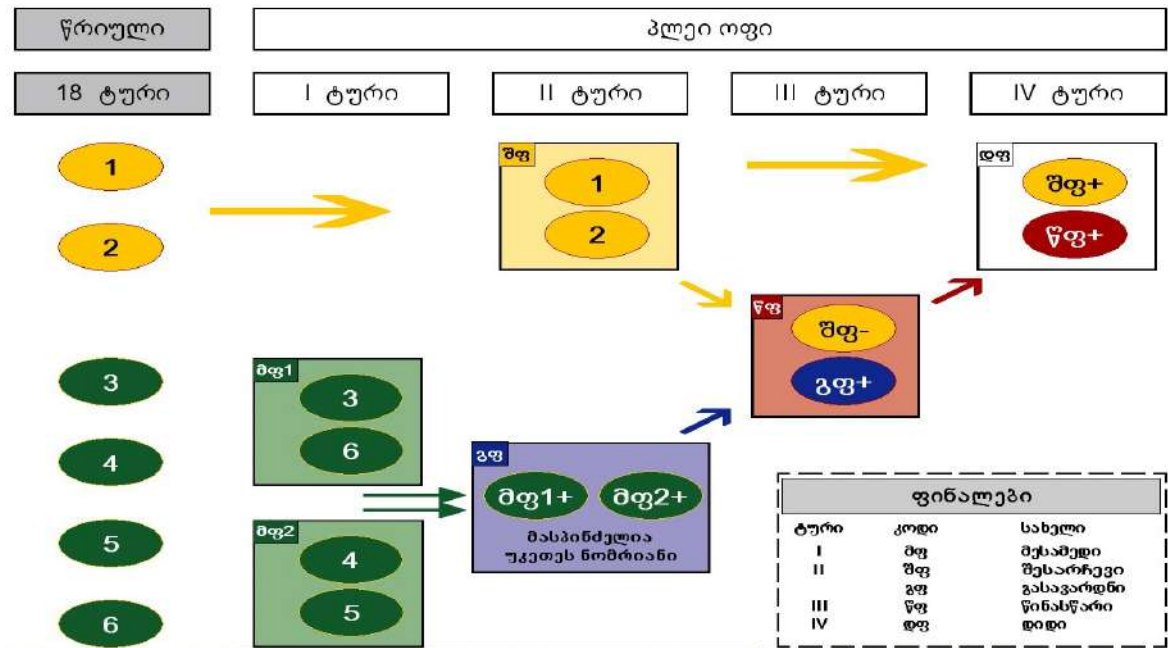 წრიული
პლეი ოფი
18 ტური
I ტური
II ტური
III ტური
IV ტური
1
2
3
4
5
6
მფ1
3
6
მფ2
4
5
შფ
1
2
გფ
მფ1+ მფ2+
მასპინძელია
უკეთეს ნომრიანი
წფ
შფ-
გფ+
დფ
შფ+
წფ+
ფინალები
ტური კოდი სახელი
I მფ მესამედი
II შფ შესარჩევი
გფ გასავარდნი
III წფ წინასწარი
IV დფ დიდი